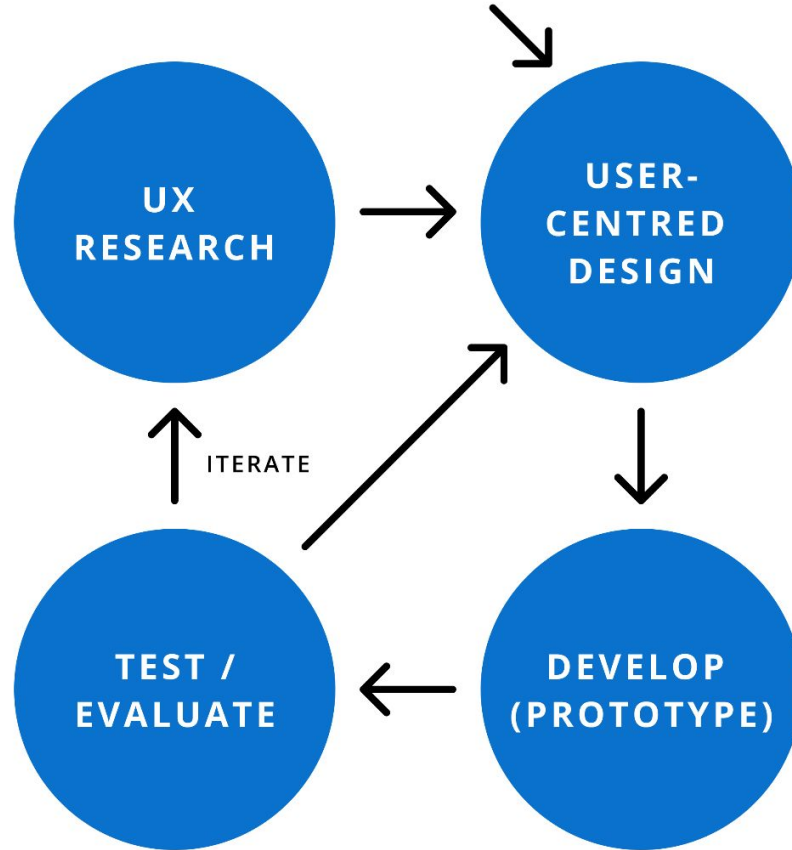 UX
RESEARCH
USER-
CENTRED
DESIGN
ITERATE
TEST /
EVALUATE
DEVELOP
(PROTOTYPE)